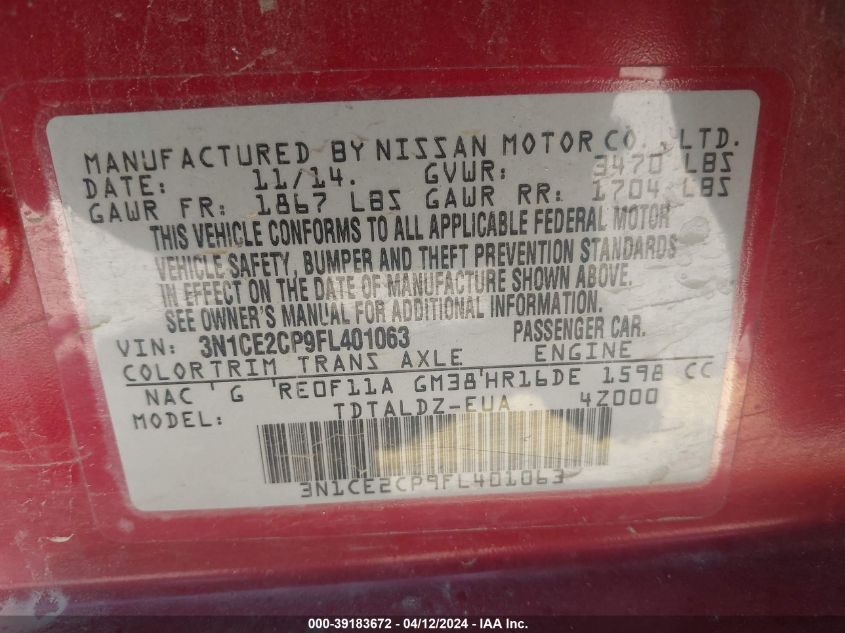 MANUFACTURED BY NISSAN MOTOR CO., LTD.
DATE: 11/14. GVWR: 3470 LBS
GAWR FR: 1867 LBS GAWR RR: 1704 LBS
THIS VEHICLE CONFORMS TO ALL APPLICABLE FEDERAL MOTOR
VEHICLE SAFETY, BUMPER AND THEFT PREVENTION STANDARDS
IN EFFECT ON THE DATE OF MANUFACTURE SHOWN ABOVE.
SEE OWNER'S MANUAL FOR ADDITIONAL INFORMATION.
VIN: 3N1CE2CP9FL401063 PASSENGER CAR.
COLORTRIM TRANS AXLE ENGINE
NAC 'G 'RE0F11A GM38'HR16DE 1598 CC
MODEL: TDTALDZ-EUA 4Z000
3N1CE2CP9FL401063
000-39183672 - 04/12/2024 - IAA Inc.